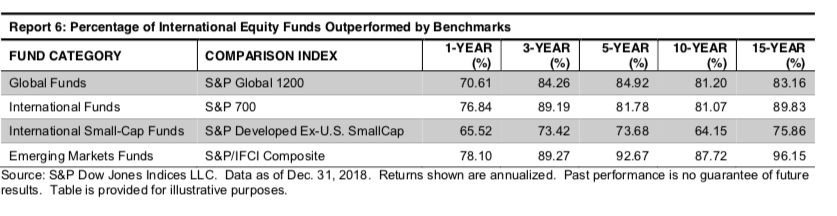 Report 6: Percentage of International Equity Funds Outperformed by Benchmarks
FUND CATEGORY COMPARISON INDEX 1-YEAR (%) 3-YEAR (%) 5-YEAR (%) 10-YEAR (%) 15-YEAR (%)
Global Funds S&P Global 1200 70.61 84.26 84.92 81.20 83.16
International Funds S&P 700 76.84 89.19 81.78 81.07 89.83
International Small-Cap Funds S&P Developed Ex-U.S. SmallCap 65.52 73.42 73.68 64.15 75.86
Emerging Markets Funds S&P/IFCI Composite 78.10 89.27 92.67 87.72 96.15
Source: S&P Dow Jones Indices LLC. Data as of Dec. 31, 2018. Returns shown are annualized. Past performance is no guarantee of future
results. Table is provided for illustrative purposes.